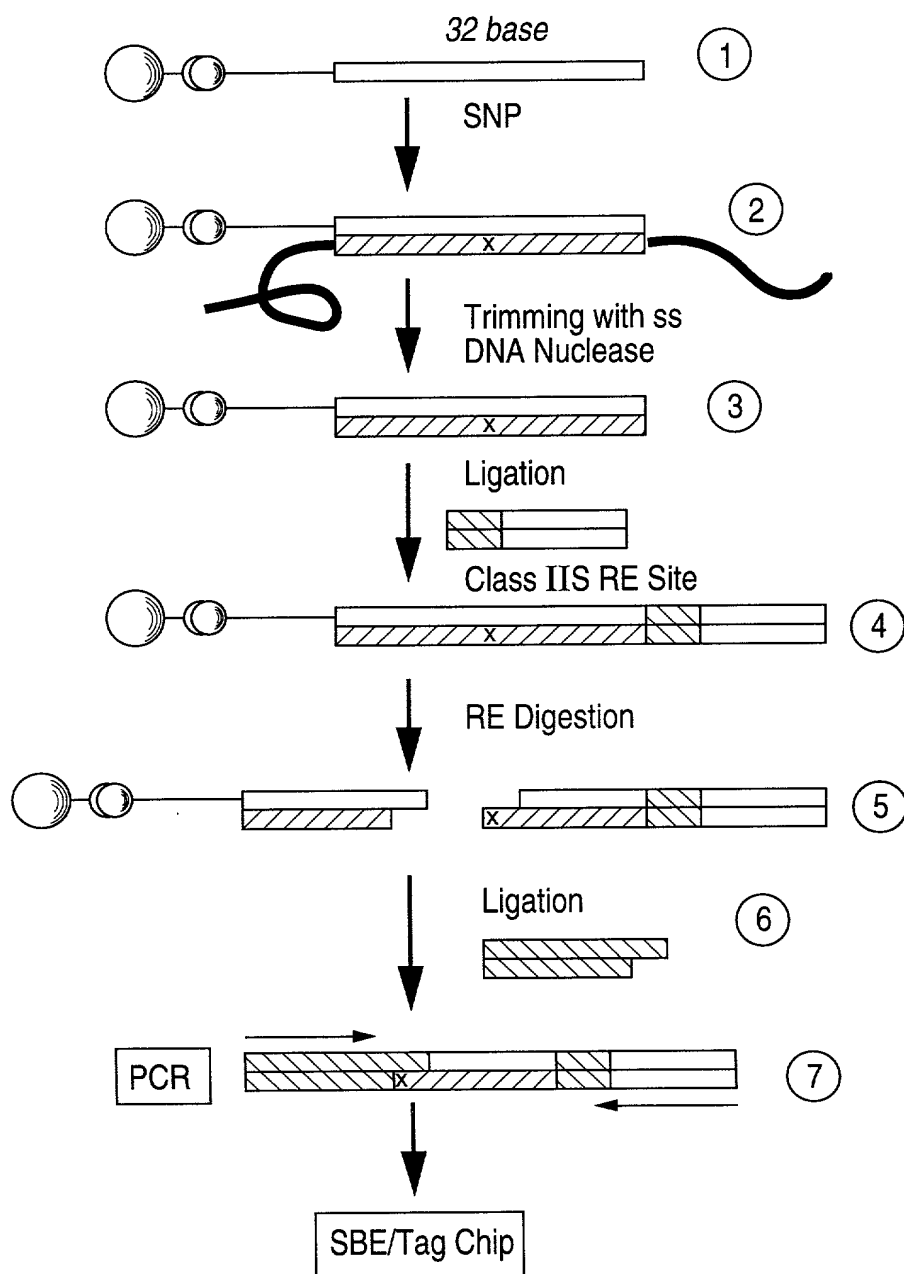 32 base
1
SNP
2
x
Trimming with ss
DNA Nuclease
3
x
Ligation
Class IIS RE Site
4
x
RE Digestion
5
x
Ligation
6
PCR
x
7
SBE/Tag Chip